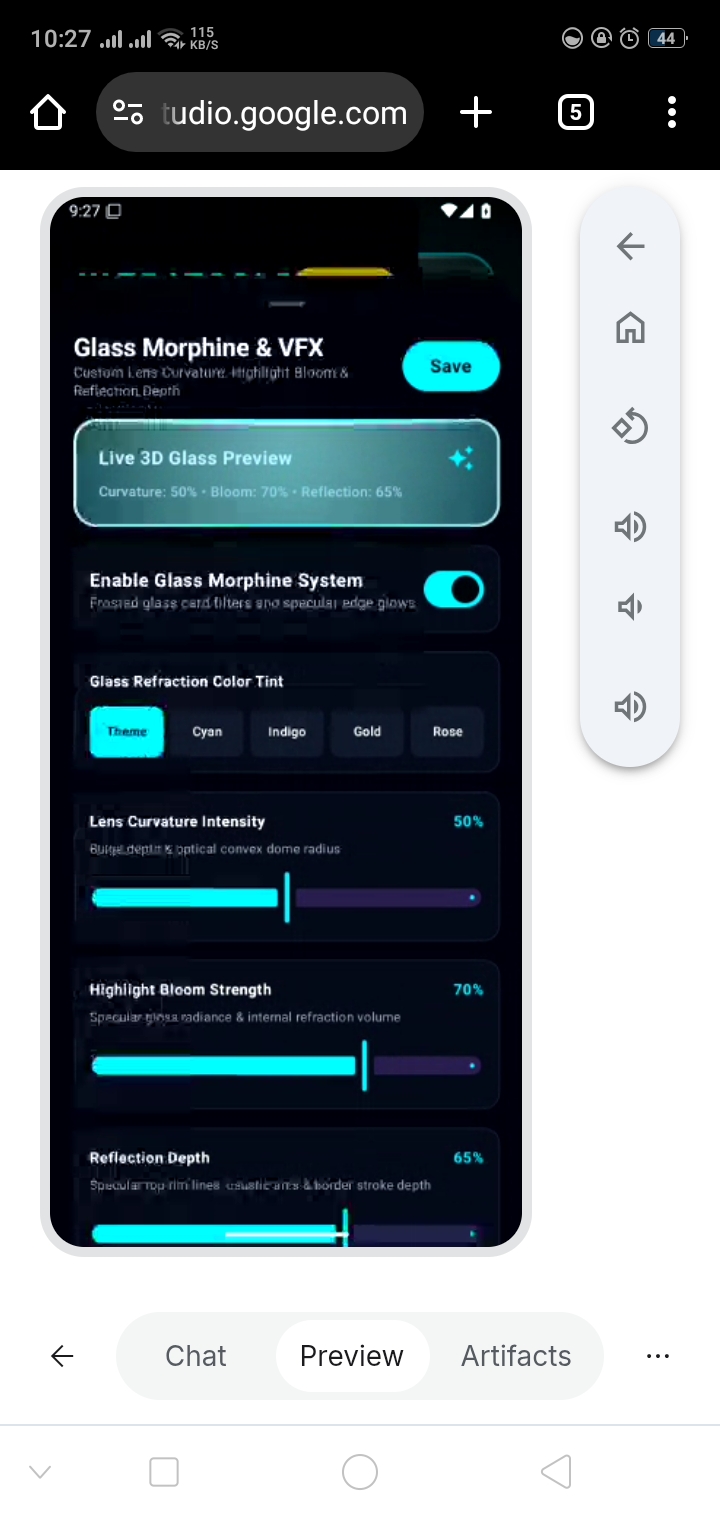 10:27
115
KB/S
44
tudio.google.com
5
9:27
Glass Morphine & VFX
Custom Lens Curvature, Highlight Bloom &
Reflection Depth
Save
Live 3D Glass Preview
Curvature: 50% • Bloom: 70% • Reflection: 65%
Enable Glass Morphine System
Frosted glass card filters and specular edge glows
Glass Refraction Color Tint
Theme
Cyan
Indigo
Gold
Rose
Lens Curvature Intensity
50%
Bulge depth & optical convex dome radius
Highlight Bloom Strength
70%
Specular gloss radiance & internal refraction volume
Reflection Depth
65%
Specular top rim lines, caustic arcs & border stroke depth
Chat
Preview
Artifacts